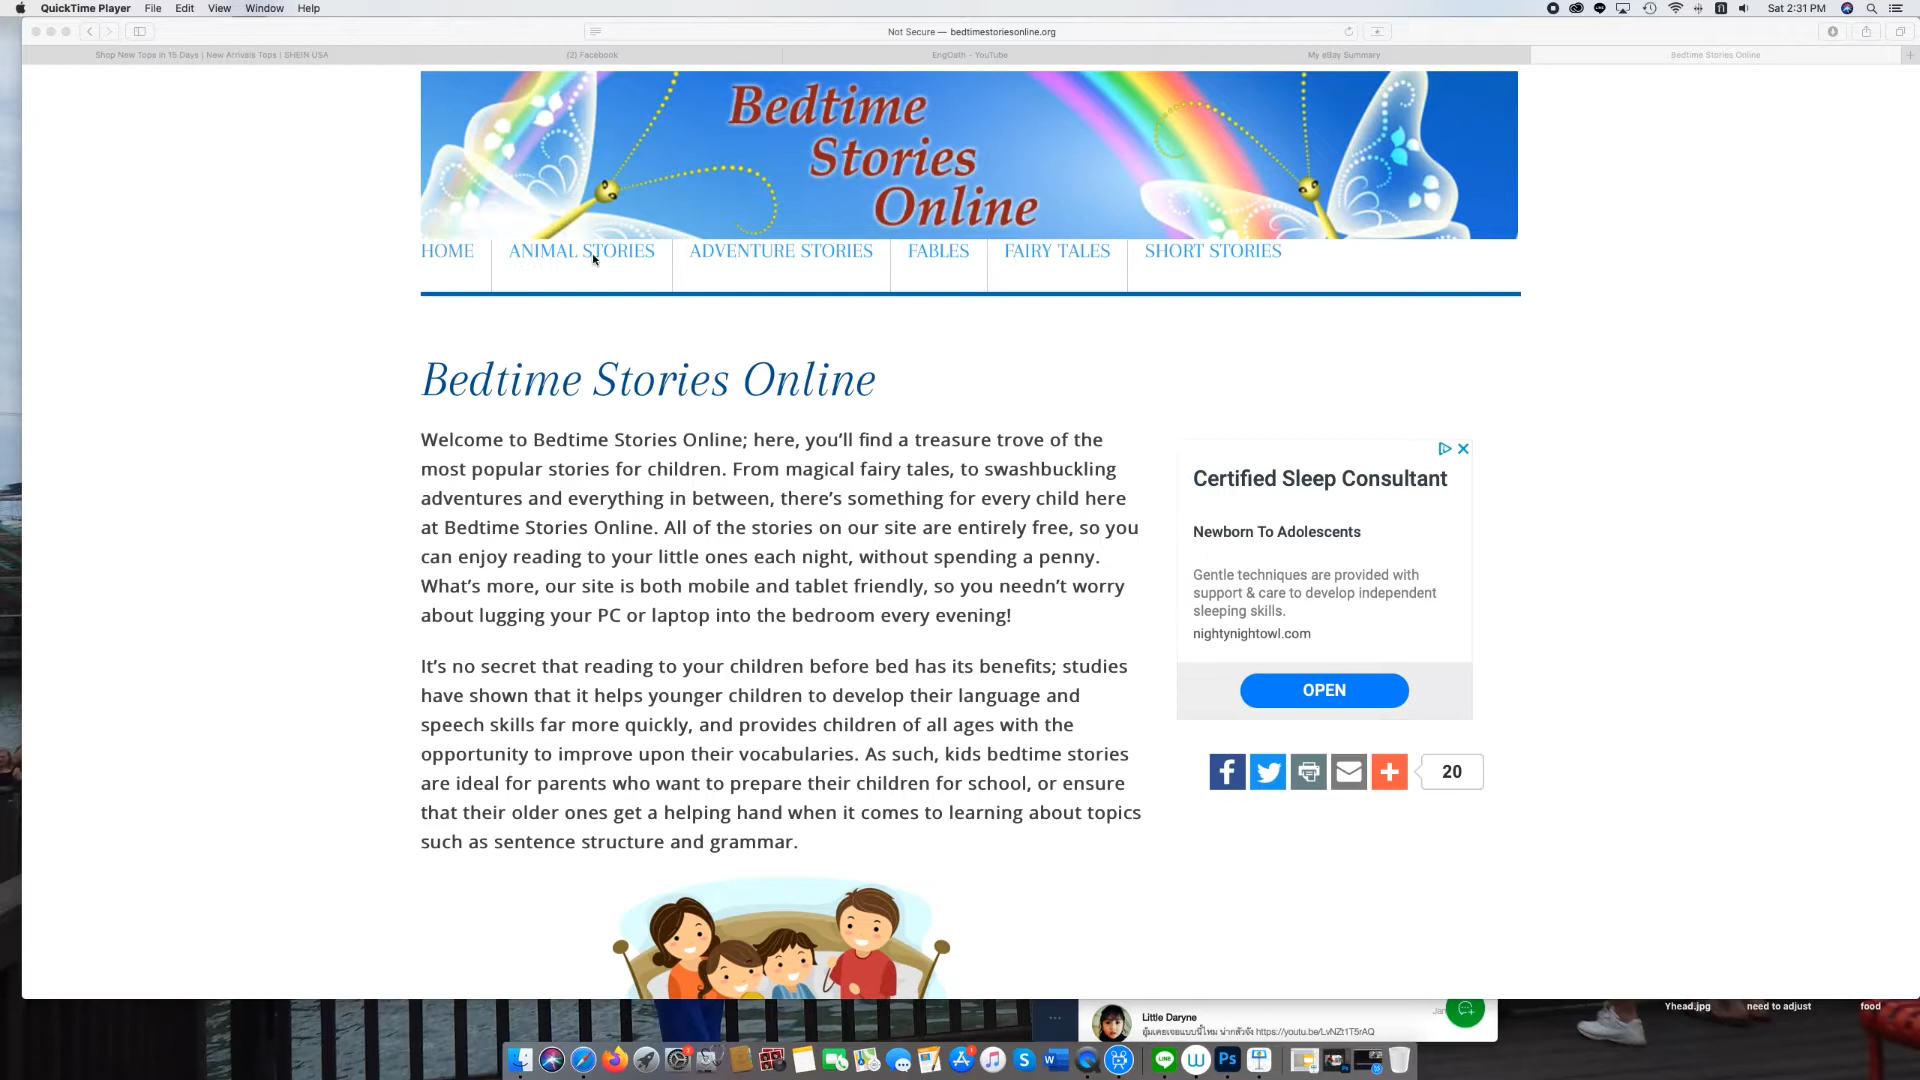 QuickTime Player File Edit View Window Help
Sat 2:31 PM
Not Secure — bedtimestoriesonline.org
Shop New Tops in 15 Days | New Arrivals Tops | SHEIN USA
(2) Facebook
EngOath - YouTube
My eBay Summary
Bedtime Stories Online
Bedtime
Stories
Online
HOME ANIMAL STORIES ADVENTURE STORIES FABLES FAIRY TALES SHORT STORIES
Bedtime Stories Online
Welcome to Bedtime Stories Online; here, you'll find a treasure trove of the
most popular stories for children. From magical fairy tales, to swashbuckling
adventures and everything in between, there's something for every child here
at Bedtime Stories Online. All of the stories on our site are entirely free, so you
can enjoy reading to your little ones each night, without spending a penny.
What's more, our site is both mobile and tablet friendly, so you needn't worry
about lugging your PC or laptop into the bedroom every evening!
It's no secret that reading to your children before bed has its benefits; studies
have shown that it helps younger children to develop their language and
speech skills far more quickly, and provides children of all ages with the
opportunity to improve upon their vocabularies. As such, kids bedtime stories
are ideal for parents who want to prepare their children for school, or ensure
that their older ones get a helping hand when it comes to learning about topics
such as sentence structure and grammar.
Certified Sleep Consultant
Newborn To Adolescents
Gentle techniques are provided with
support & care to develop independent
sleeping skills.
nightynightowl.com
OPEN
20
Yhead.jpg need to adjust food
Little Daryne
https://youtu.be/LvNZt1T5rAQ